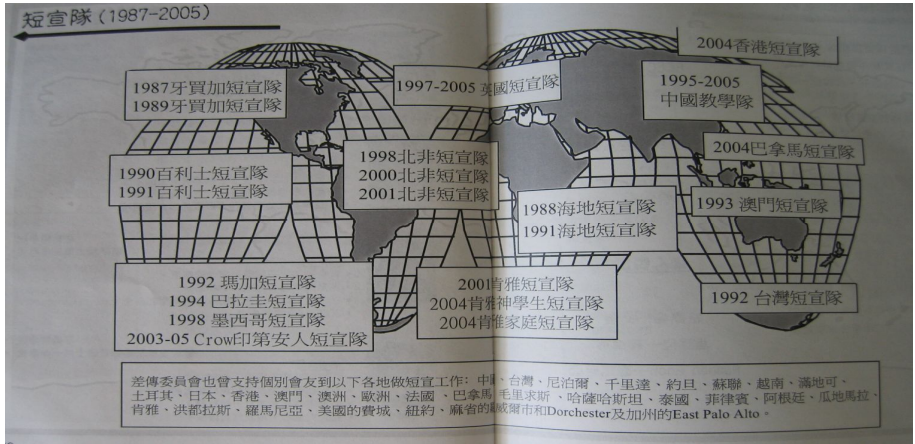 短宣隊 (1987-2005)
2004香港短宣隊
1987牙買加短宣隊
1989牙買加短宣隊
1997-2005 英國短宣隊
1995-2005
中國教學隊
1990百利士短宣隊
1991百利士短宣隊
1998北非短宣隊
2000北非短宣隊
2001北非短宣隊
2004巴拿馬短宣隊
1988海地短宣隊
1991海地短宣隊
1993 澳門短宣隊
1992 瑪加短宣隊
1994 巴拉圭短宣隊
1998 墨西哥短宣隊
2003-05 Crow印第安人短宣隊
2001肯雅短宣隊
2004肯雅神學生短宣隊
2004肯雅家庭短宣隊
1992 台灣短宣隊
差傳委員會也曾支持個別會友到以下各地做短宣工作：中國、台灣、尼泊爾、千里達、約旦、蘇聯、越南、滿地可、
土耳其、日本、香港、澳門、澳洲、歐洲、法國、巴拿馬、毛里求斯、哈薩哈斯坦、泰國、菲律賓、阿根廷、瓜地馬拉、
肯雅、洪都拉斯、羅馬尼亞、美國的費城、紐約、麻省的威爾市和Dorchester及加州的East Palo Alto。